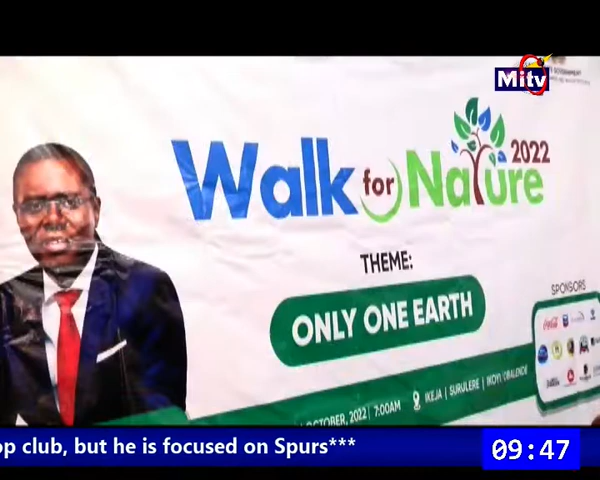 Mitv
Walk for Nature 2022
THEME:
ONLY ONE EARTH
SPONSORS
OCTOBER, 2022 | 7:00AM
IKEJA | SURULERE | IKOYI OBALENDE
op club, but he is focused on Spurs***
09:47